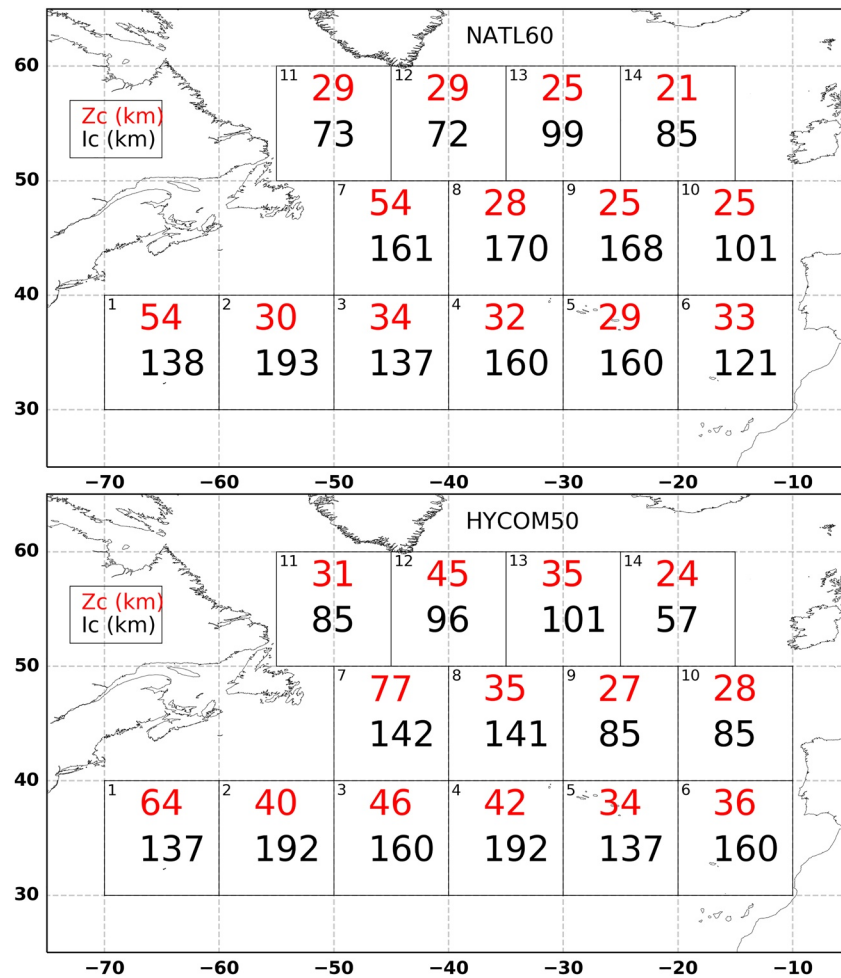 NATL60
60
11 29 12 29 13 25 14 21
Zc (km)
Ic (km)
73 72 99 85
50
7 54 8 28 9 25 10 25
161 170 168 101
40
1 54 2 30 3 34 4 32 5 29 6 33
138 193 137 160 160 121
30
−70 −60 −50 −40 −30 −20 −10
HYCOM50
60
11 31 12 45 13 35 14 24
Zc (km)
Ic (km)
85 96 101 57
50
7 77 8 35 9 27 10 28
142 141 85 85
40
1 64 2 40 3 46 4 42 5 34 6 36
137 192 160 192 137 160
30
−70 −60 −50 −40 −30 −20 −10